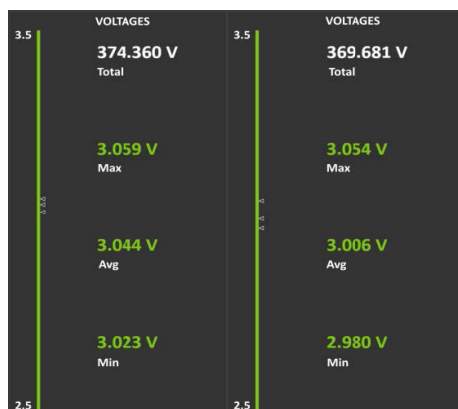 VOLTAGES
3.5
374.360 V
Total
3.059 V
Max
3.044 V
Avg
3.023 V
Min
2.5
VOLTAGES
3.5
369.681 V
Total
3.054 V
Max
3.006 V
Avg
2.980 V
Min
2.5